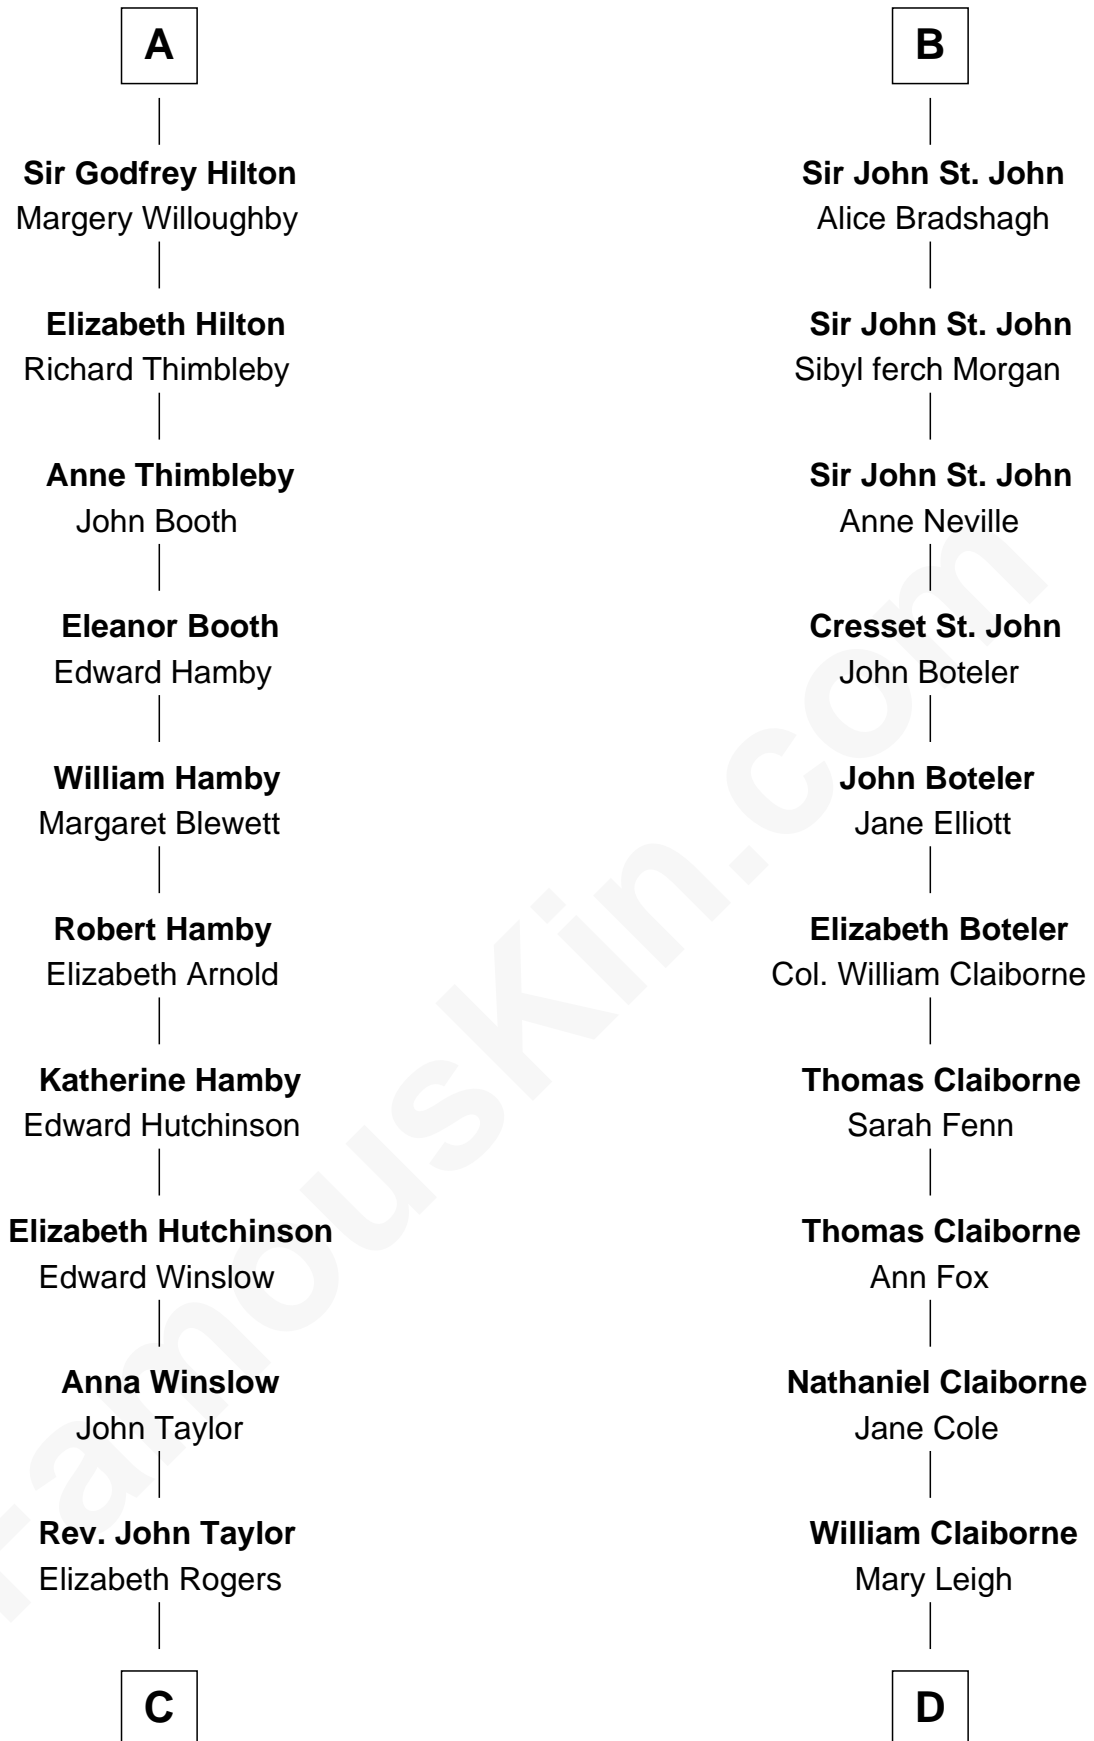 A
Sir Godfrey Hilton
Margery Willoughby
Elizabeth Hilton
Richard Thimbleby
Anne Thimbleby
John Booth
Eleanor Booth
Edward Hamby
William Hamby
Margaret Blewett
Robert Hamby
Elizabeth Arnold
Katherine Hamby
Edward Hutchinson
Elizabeth Hutchinson
Edward Winslow
Anna Winslow
John Taylor
Rev. John Taylor
Elizabeth Rogers
C
B
Sir John St. John
Alice Bradshagh
Sir John St. John
Sibyl ferch Morgan
Sir John St. John
Anne Neville
Cresset St. John
John Boteler
John Boteler
Jane Elliott
Elizabeth Boteler
Col. William Claiborne
Thomas Claiborne
Sarah Fenn
Thomas Claiborne
Ann Fox
Nathaniel Claiborne
Jane Cole
William Claiborne
Mary Leigh
D
FamousKin.com